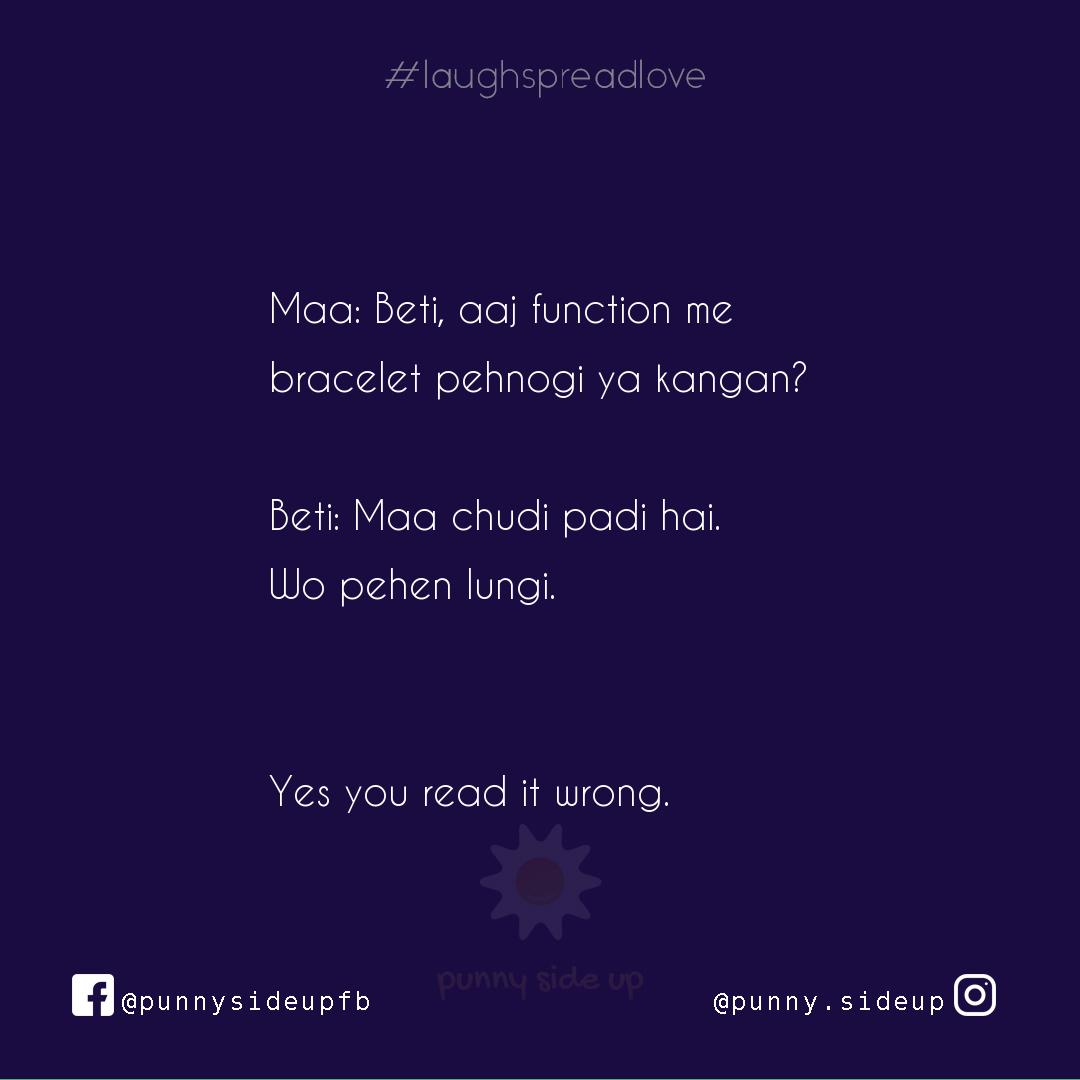 #laughspreadlove
Maa: Beti, aaj function me
bracelet pehnogi ya kangan?
Beti: Maa chudi padi hai.
Wo pehen lungi.
Yes you read it wrong.
punny side up
@punnysideupfb
@punny.sideup